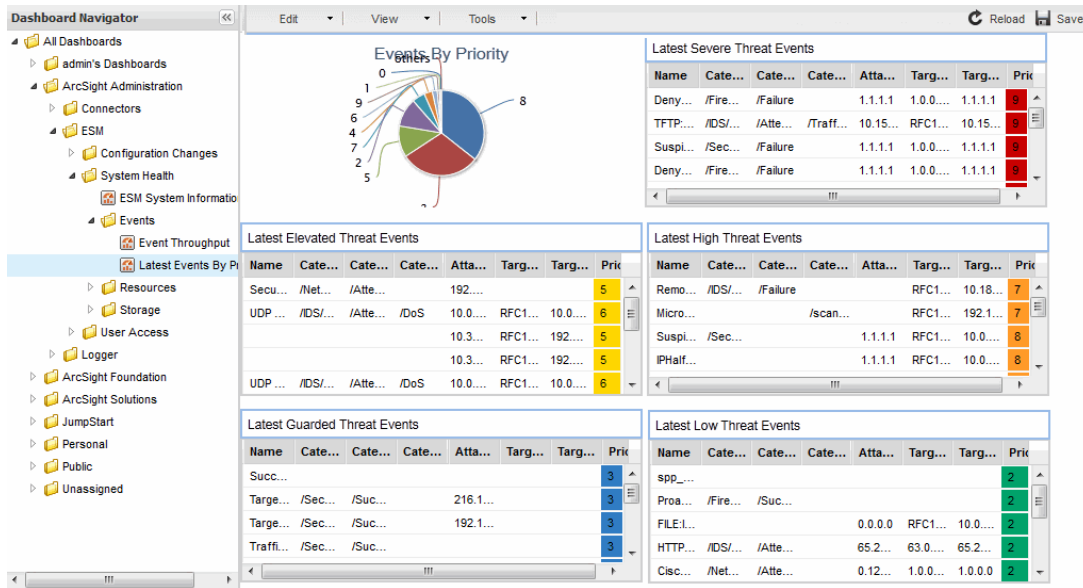 Dashboard Navigator
Edit View Tools Reload Save
All Dashboards
admin's Dashboards
ArcSight Administration
Connectors
ESM
Configuration Changes
System Health
ESM System Informatio
Events
Event Throughput
Latest Events By Pr
Resources
Storage
User Access
Logger
ArcSight Foundation
ArcSight Solutions
JumpStart
Personal
Public
Unassigned
Events By Priority
others
0
1
9
6
4
7
2
5
8
Latest Severe Threat Events
Name Cate... Cate... Cate... Atta... Targ... Targ... Pric
Deny... /Fire... /Failure 1.1.1.1 1.0.0... 1.1.1.1 9
TFTP:... /IDS/... /Atte... /Traff... 10.15... RFC1... 10.15... 9
Suspi... /Sec... /Failure 1.1.1.1 1.0.0... 1.1.1.1 9
Deny... /Fire... /Failure 1.1.1.1 1.0.0... 1.1.1.1 9
Latest Elevated Threat Events
Name Cate... Cate... Cate... Atta... Targ... Targ... Pric
Secu... /Net... /Atte... 192.... 5
UDP ... /IDS/... /Atte... /DoS 10.0.... RFC1... 10.0.... 6
10.3... RFC1... 192.... 5
10.3... RFC1... 192.... 5
UDP ... /IDS/... /Atte... /DoS 10.0.... RFC1... 10.0.... 6
Latest High Threat Events
Name Cate... Cate... Cate... Atta... Targ... Targ... Pric
Remo... /IDS/... /Failure RFC1... 10.18... 7
Micro... /scan... RFC1... 192.1... 7
Suspi... /Sec... 1.1.1.1 RFC1... 10.0.... 8
IPHalf... 1.1.1.1 RFC1... 10.0.... 8
Latest Guarded Threat Events
Name Cate... Cate... Cate... Atta... Targ... Targ... Pric
Succ... 3
Targe... /Sec... /Suc... 216.1... 3
Targe... /Sec... /Suc... 192.1... 3
Traffi... /Sec... /Suc... 3
Latest Low Threat Events
Name Cate... Cate... Cate... Atta... Targ... Targ... Pric
spp_... 2
Proa... /Fire... /Suc... 2
FILE:I... 0.0.0.0 RFC1... 10.0.... 2
HTTP... /IDS/... /Atte... 65.2... 63.0.... 65.2... 2
Cisc... /Net... /Atte... 0.12... 1.0.0... 1.0.0.0 2